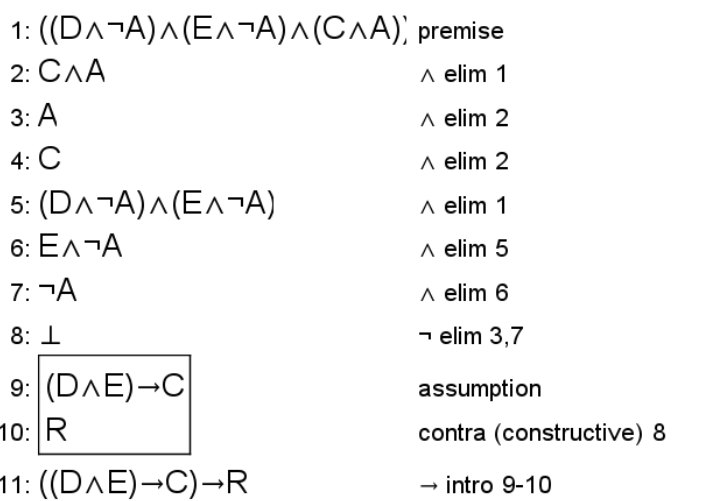 1: ((D∧¬A)∧(E∧¬A)∧(C∧A)) premise
2: C∧A ∧ elim 1
3: A ∧ elim 2
4: C ∧ elim 2
5: (D∧¬A)∧(E∧¬A) ∧ elim 1
6: E∧¬A ∧ elim 5
7: ¬A ∧ elim 6
8: ⊥ ¬ elim 3,7
9: (D∧E)→C assumption
10: R contra (constructive) 8
11: ((D∧E)→C)→R → intro 9-10